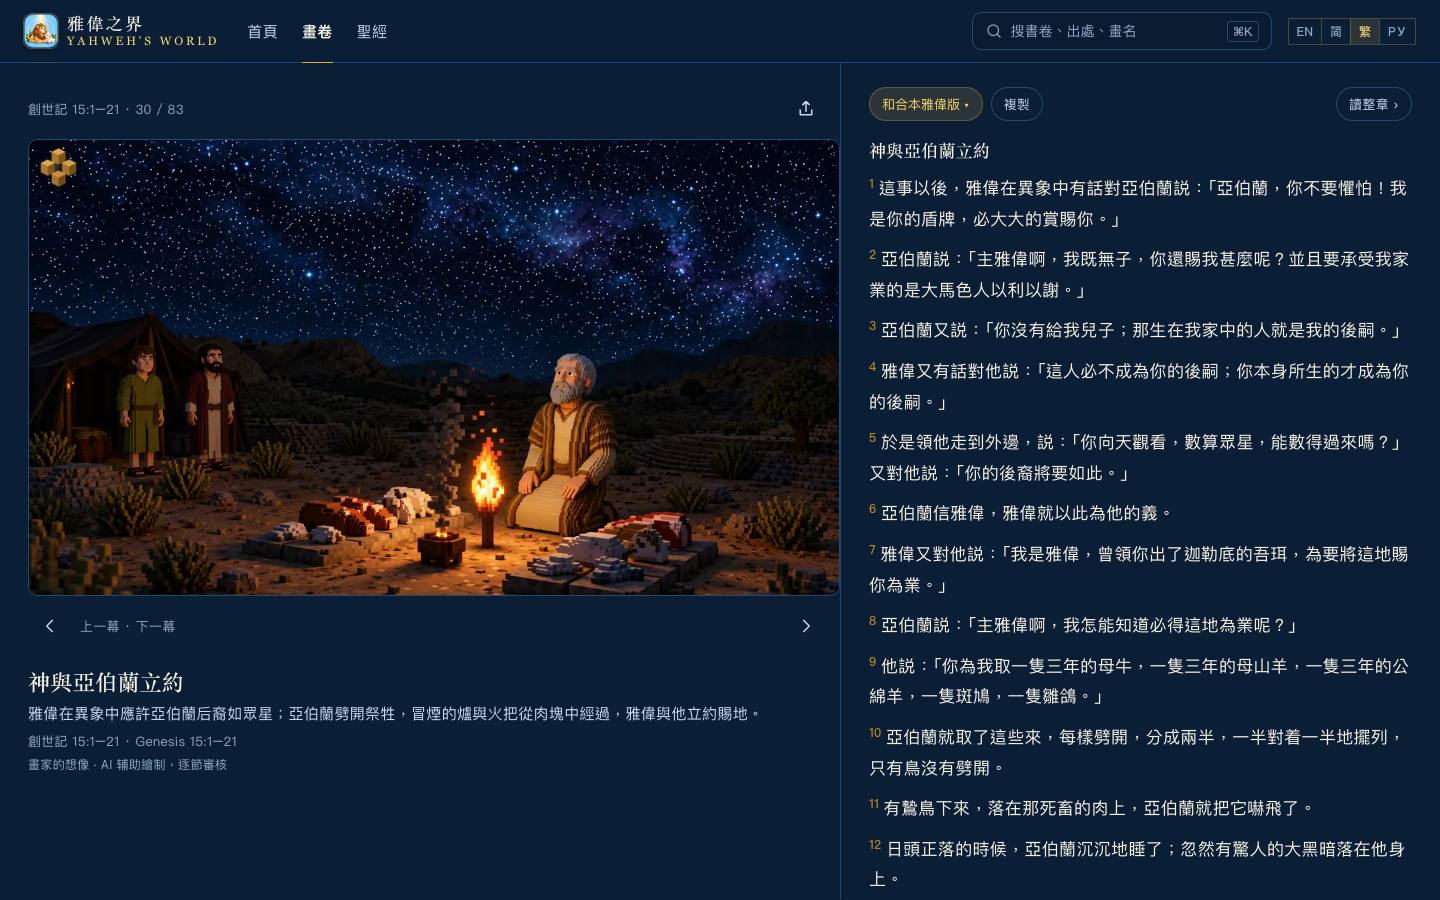 雅偉之界
YAHWEH'S WORLD
首頁
畫卷
聖經
搜書卷、出處、畫名
⌘K
EN
简
繁
РУ
創世記 15:1–21 · 30 / 83
上一幕 · 下一幕
神與亞伯蘭立約
雅偉在異象中應許亞伯蘭后裔如眾星；亞伯蘭劈開祭牲，冒煙的爐與火把從肉塊中經過，雅偉與他立約賜地。
創世記 15:1–21 · Genesis 15:1–21
畫家的想像 · AI 辅助繪制，逐節審核
和合本雅偉版 ▾
複製
讀整章 ›
神與亞伯蘭立約
1 這事以後，雅偉在異象中有話對亞伯蘭説：「亞伯蘭，你不要懼怕！我
是你的盾牌，必大大的賞賜你。」
2 亞伯蘭説：「主雅偉啊，我既無子，你還賜我甚麼呢？並且要承受我家
業的是大馬色人以利以謝。」
3 亞伯蘭又説：「你沒有給我兒子；那生在我家中的人就是我的後嗣。」
4 雅偉又有話對他説：「這人必不成為你的後嗣；你本身所生的才成為你
的後嗣。」
5 於是領他走到外邊，説：「你向天觀看，數算眾星，能數得過來嗎？」
又對他説：「你的後裔將要如此。」
6 亞伯蘭信雅偉，雅偉就以此為他的義。
7 雅偉又對他説：「我是雅偉，曾領你出了迦勒底的吾珥，為要將這地賜
你為業。」
8 亞伯蘭説：「主雅偉啊，我怎能知道必得這地為業呢？」
9 他説：「你為我取一隻三年的母牛，一隻三年的母山羊，一隻三年的公
綿羊，一隻斑鳩，一隻雛鴿。」
10 亞伯蘭就取了這些來，每樣劈開，分成兩半，一半對着一半地擺列，
只有鳥沒有劈開。
11 有鷙鳥下來，落在那死畜的肉上，亞伯蘭就把它嚇飛了。
12 日頭正落的時候，亞伯蘭沉沉地睡了；忽然有驚人的大黑暗落在他身
上。